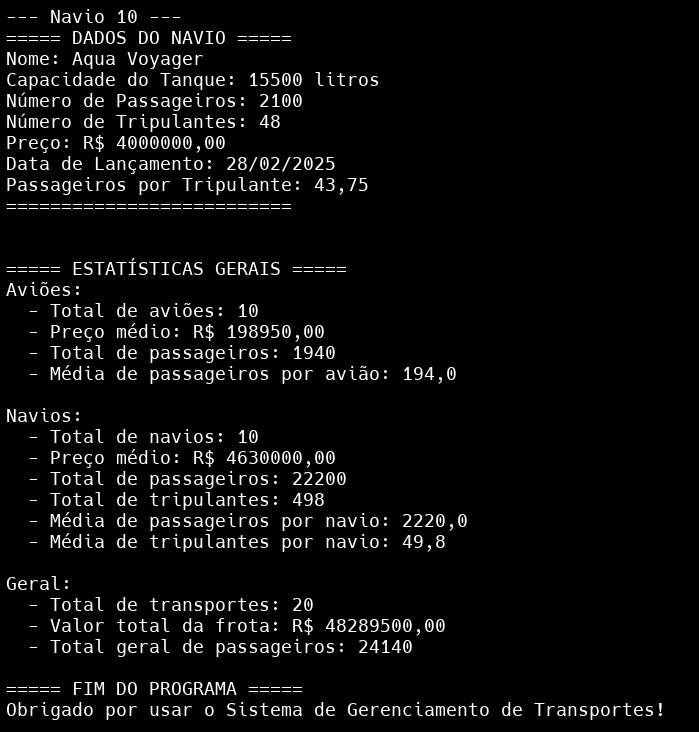 --- Navio 10 ---
===== DADOS DO NAVIO =====
Nome: Aqua Voyager
Capacidade do Tanque: 15500 litros
Número de Passageiros: 2100
Número de Tripulantes: 48
Preço: R$ 4000000,00
Data de Lançamento: 28/02/2025
Passageiros por Tripulante: 43,75
==========================
===== ESTATÍSTICAS GERAIS =====
Aviões:
- Total de aviões: 10
- Preço médio: R$ 198950,00
- Total de passageiros: 1940
- Média de passageiros por avião: 194,0
Navios:
- Total de navios: 10
- Preço médio: R$ 4630000,00
- Total de passageiros: 22200
- Total de tripulantes: 498
- Média de passageiros por navio: 2220,0
- Média de tripulantes por navio: 49,8
Geral:
- Total de transportes: 20
- Valor total da frota: R$ 48289500,00
- Total geral de passageiros: 24140
===== FIM DO PROGRAMA =====
Obrigado por usar o Sistema de Gerenciamento de Transportes!